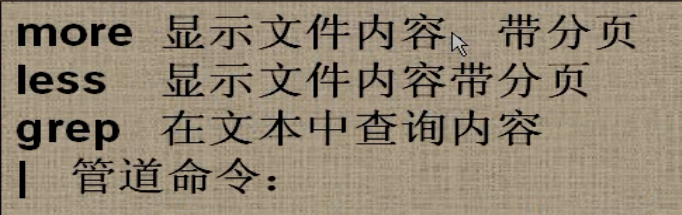 more 显示文件内容 带分页
less 显示文件内容带分页
grep 在文本中查询内容
| 管道命令：